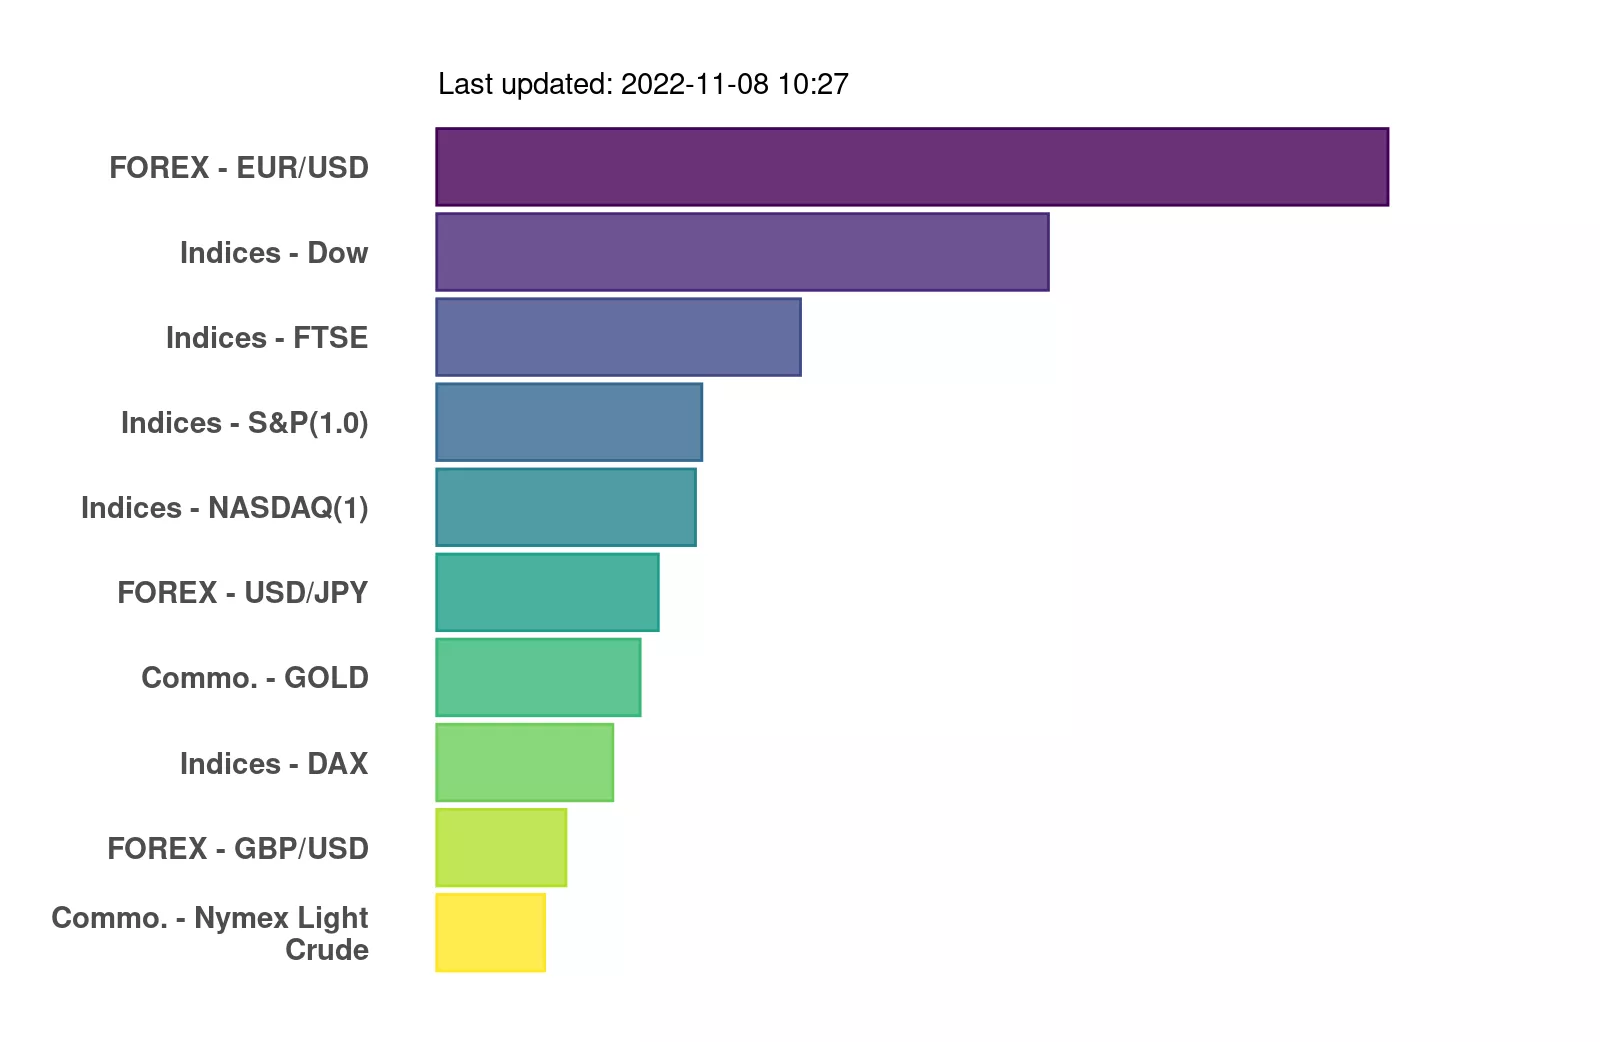 Last updated: 2022-11-08 10:27
FOREX - EUR/USD
Indices - Dow
Indices - FTSE
Indices - S&P(1.0)
Indices - NASDAQ(1)
FOREX - USD/JPY
Commo. - GOLD
Indices - DAX
FOREX - GBP/USD
Commo. - Nymex Light
Crude